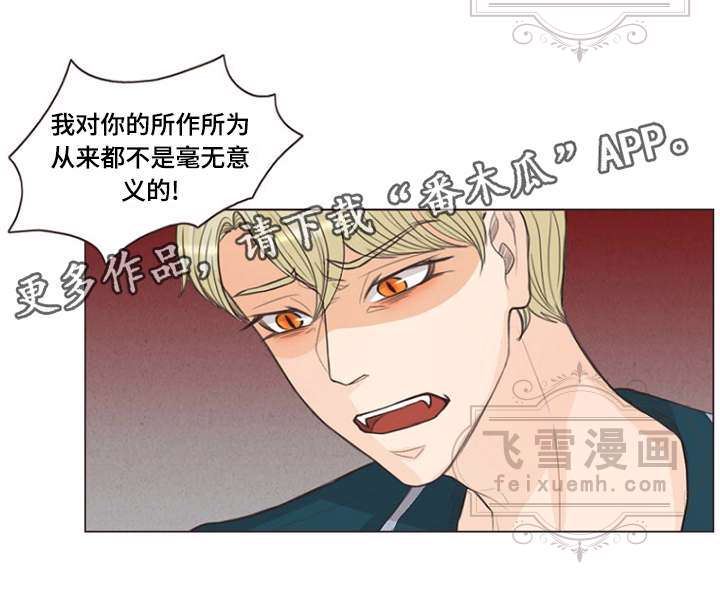 我对你的所作所为
从来都不是毫无意
义的!
更多作品，请下载“番木瓜”APP。
飞雪漫画
feixuemh.com